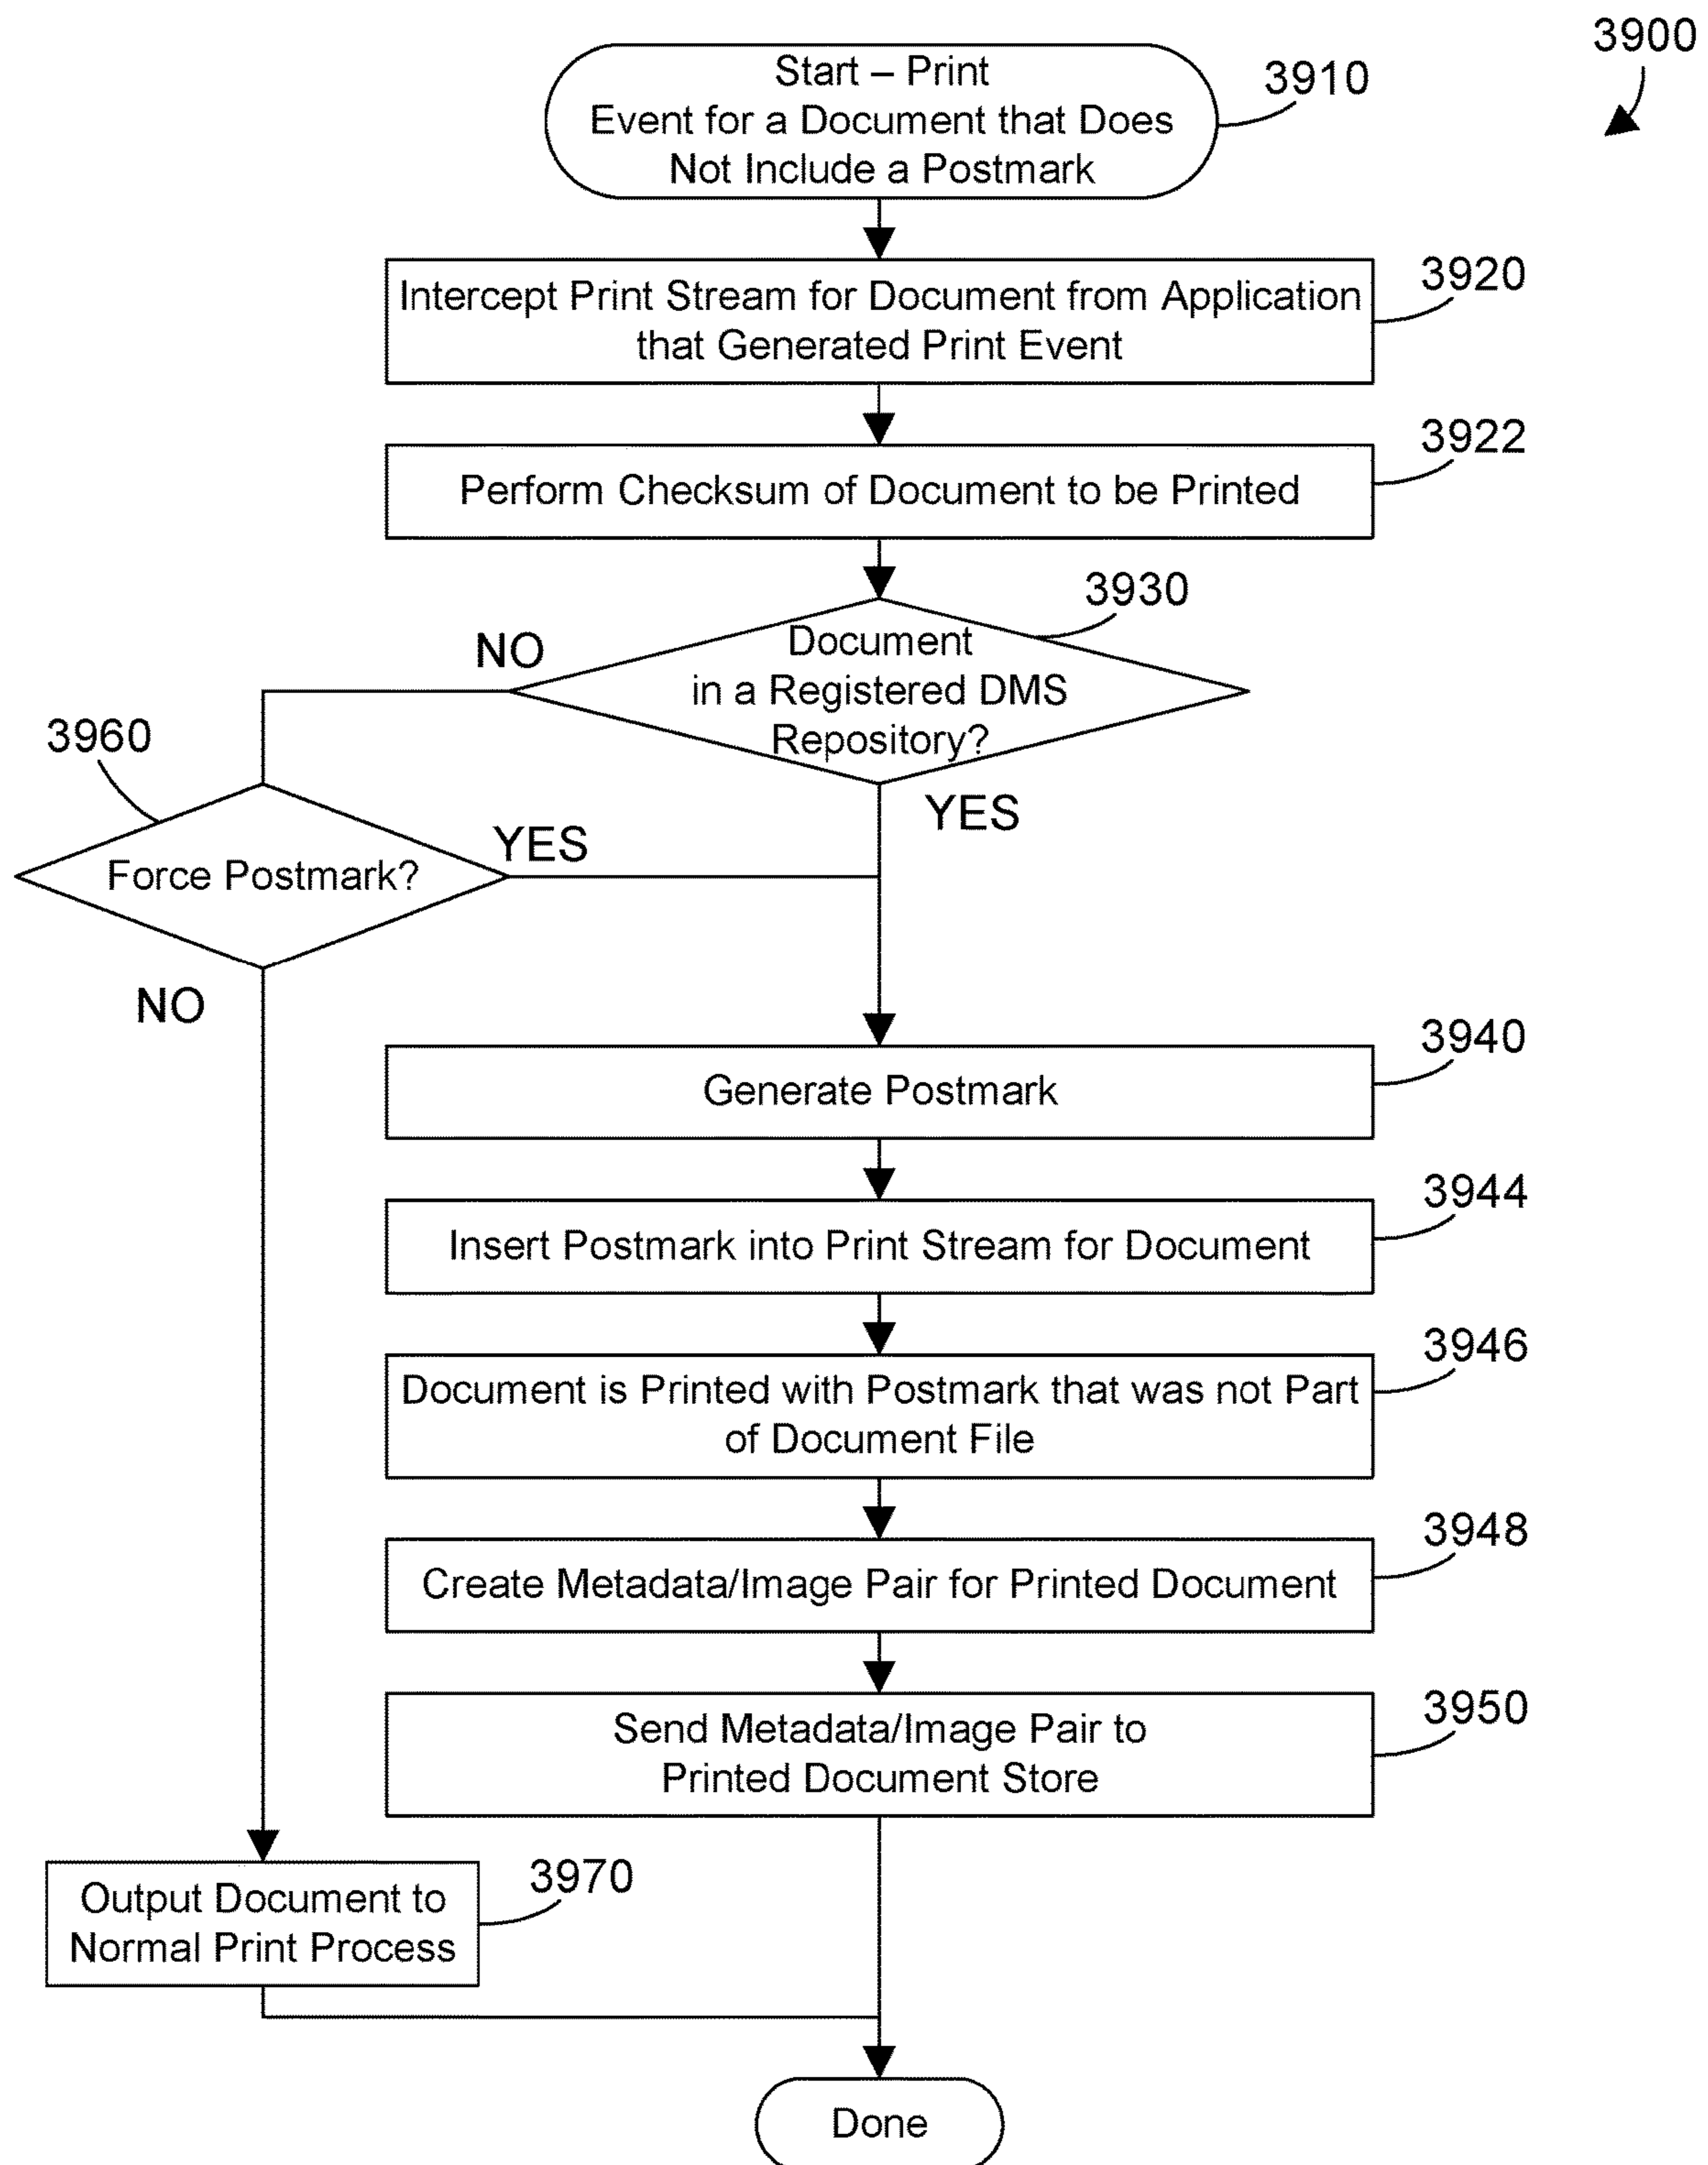 3900
Start – Print
Event for a Document that Does
Not Include a Postmark
3910
Intercept Print Stream for Document from Application
that Generated Print Event
3920
Perform Checksum of Document to be Printed
3922
Document
in a Registered DMS
Repository?
3930
NO
YES
3960
Force Postmark?
YES
NO
Generate Postmark
3940
Insert Postmark into Print Stream for Document
3944
Document is Printed with Postmark that was not Part
of Document File
3946
Create Metadata/Image Pair for Printed Document
3948
Send Metadata/Image Pair to
Printed Document Store
3950
Output Document to
Normal Print Process
3970
Done